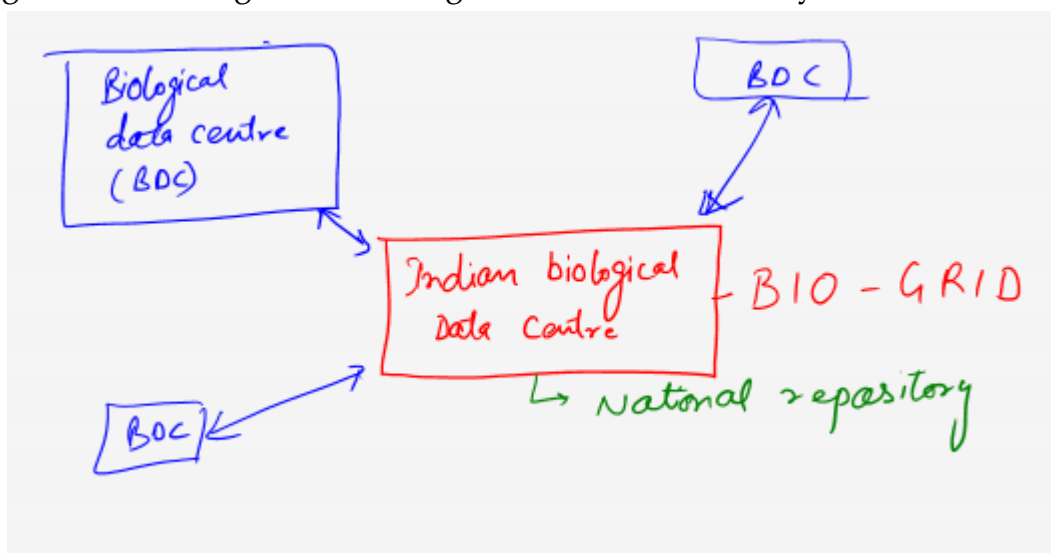 Biological
data centre
(BDC)
BDC
Indian biological
Data Centre
- BIO - GRID
↳ National repository
BDC